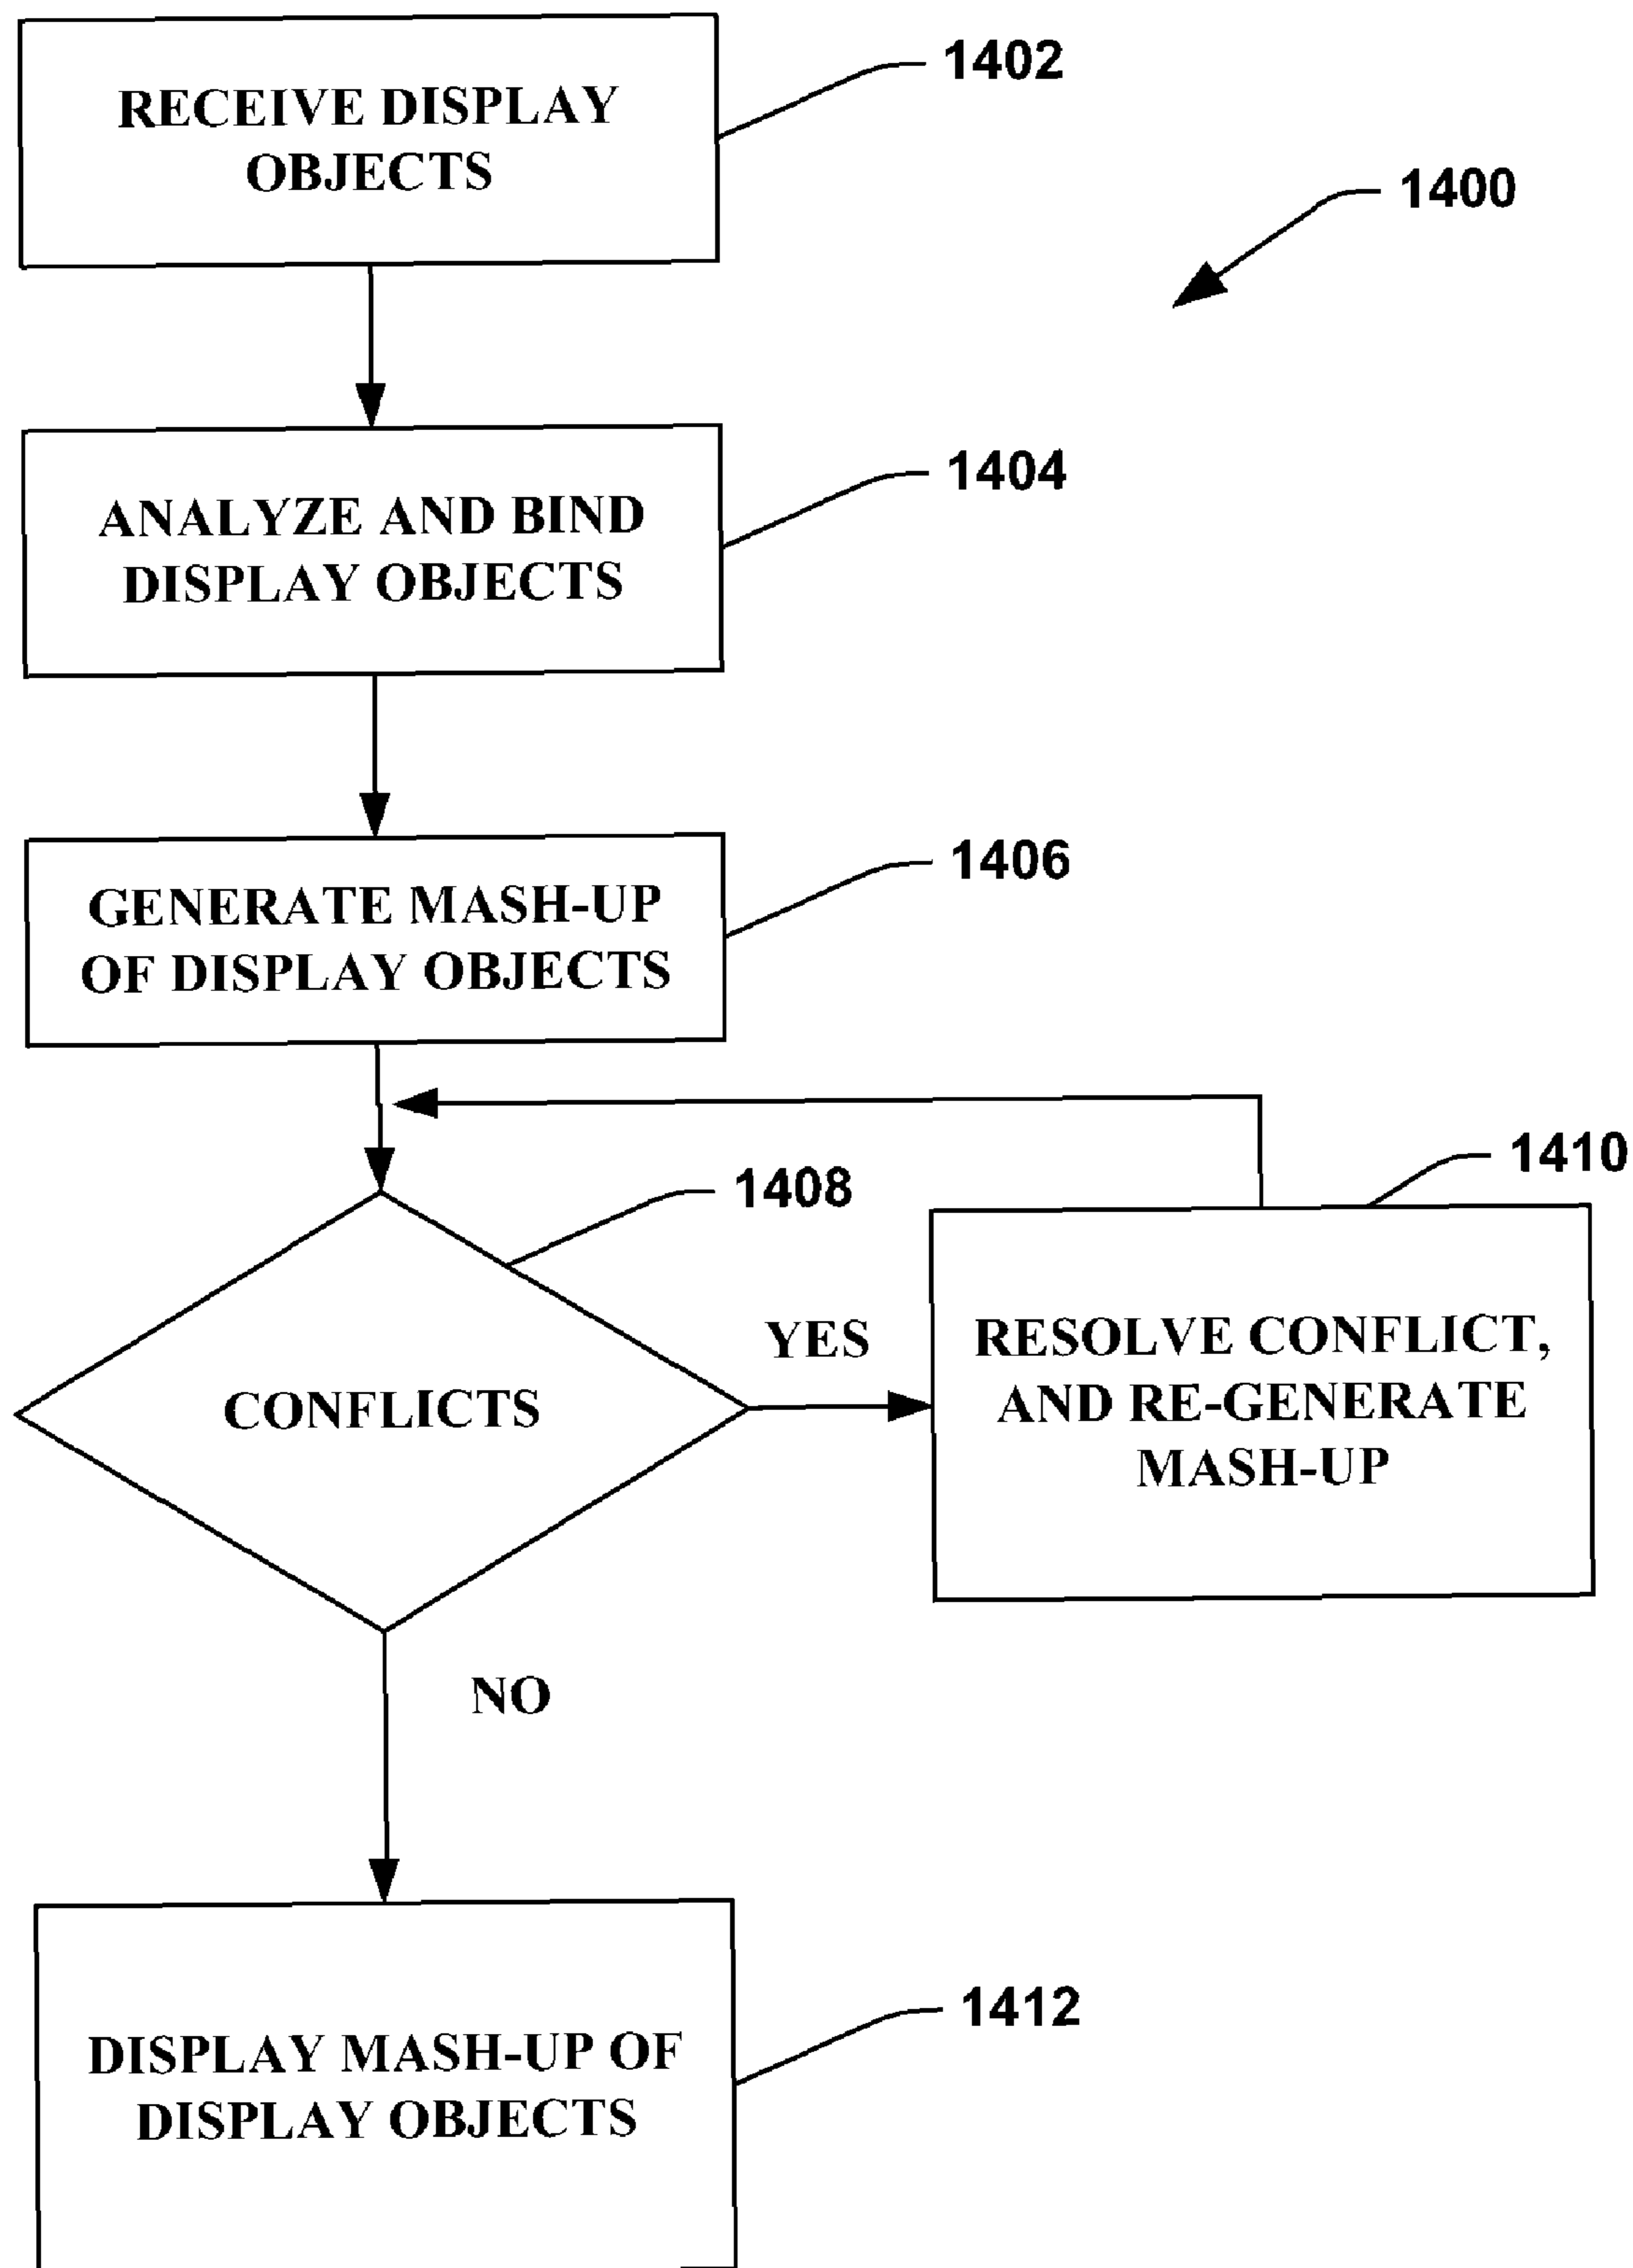 RECEIVE DISPLAY
OBJECTS
1402
1400
ANALYZE AND BIND
DISPLAY OBJECTS
1404
GENERATE MASH-UP
OF DISPLAY OBJECTS
1406
CONFLICTS
1408
YES
RESOLVE CONFLICT,
AND RE-GENERATE
MASH-UP
1410
NO
DISPLAY MASH-UP OF
DISPLAY OBJECTS
1412